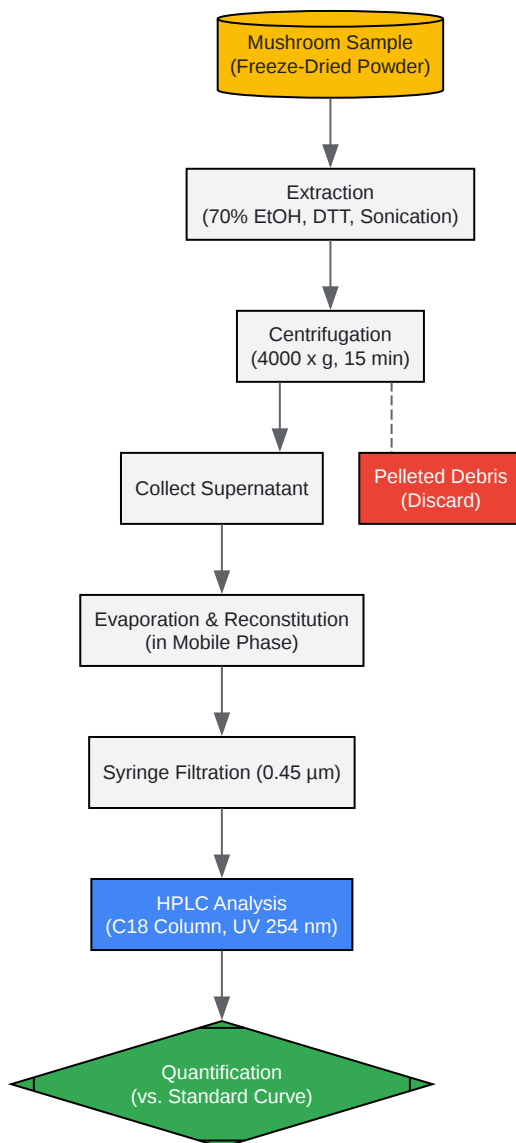 Mushroom Sample
(Freeze-Dried Powder)
Extraction
(70% EtOH, DTT, Sonication)
Centrifugation
(4000 x g, 15 min)
Collect Supernatant
Pelleted Debris
(Discard)
Evaporation & Reconstitution
(in Mobile Phase)
Syringe Filtration (0.45 µm)
HPLC Analysis
(C18 Column, UV 254 nm)
Quantification
(vs. Standard Curve)